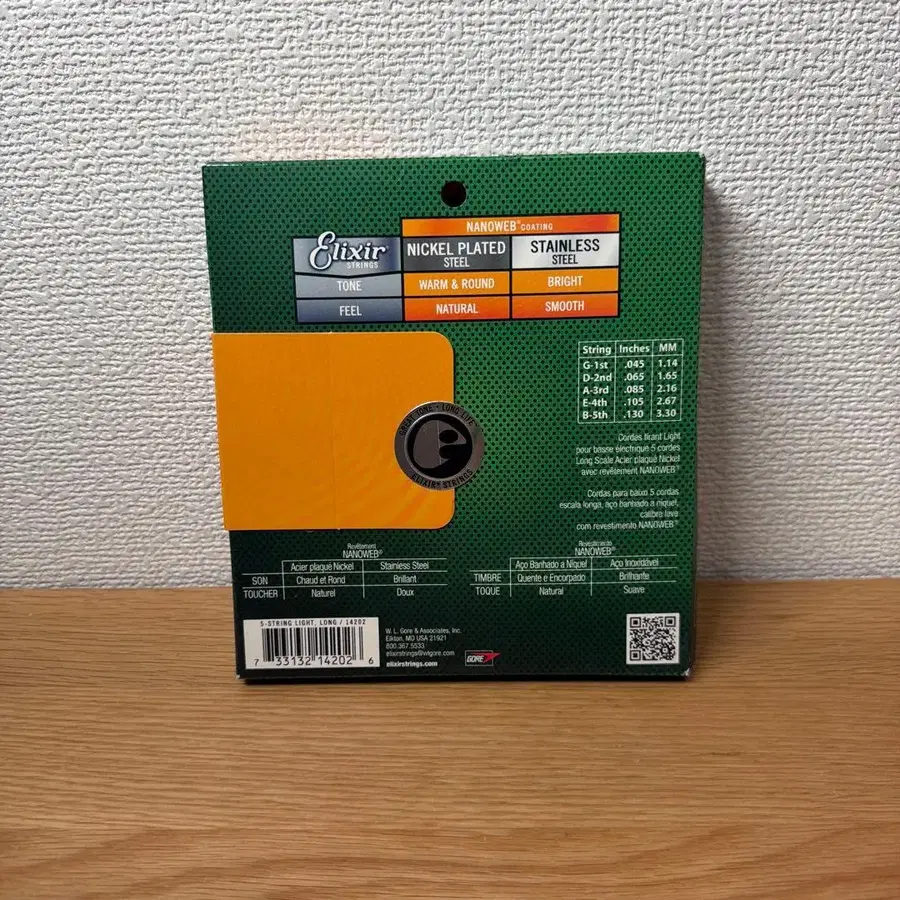 NANOWEB® COATING
Elixir®
STRINGS
NICKEL PLATED
STEEL
STAINLESS
STEEL
TONE WARM & ROUND BRIGHT
FEEL NATURAL SMOOTH
String Inches MM
G-1st .045 1.14
D-2nd .065 1.65
A-3rd .085 2.16
E-4th .105 2.67
B-5th .130 3.30
GREAT TONE • LONG LIFE
ELIXIR® STRINGS
Cordes tirant Light
pour basse électrique 5 cordes
Long Scale Acier plaqué Nickel
avec revêtement NANOWEB®
Cordas para baixo 5 cordas
escala longa, aço banhado a níquel,
calibre leve
com revestimento NANOWEB®
Revêtement
NANOWEB®
Acier plaqué Nickel Stainless Steel
SON Chaud et Rond Brillant
TOUCHER Naturel Doux
Revestimento
NANOWEB®
Aço Banhado a Níquel Aço Inoxidável
TIMBRE Quente e Encorpado Brilhante
TOQUE Natural Suave
5-STRING LIGHT, LONG / 14202
7 33132 14202 6
W. L. Gore & Associates, Inc.
Elkton, MD USA 21921
800.367.5533
elixirstrings@wlgore.com
elixirstrings.com
GORE